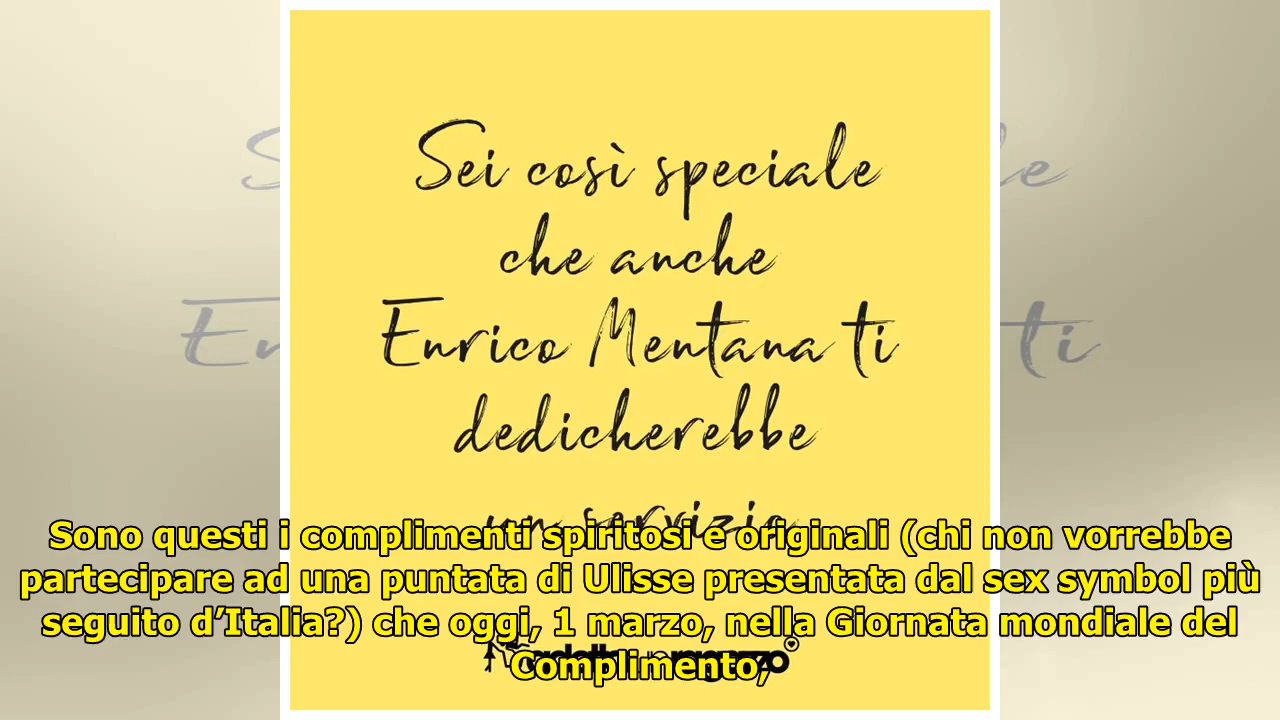 Sei così speciale
che anche
Enrico Mentana ti
dedicherebbe
un servizio
Sono questi i complimenti spiritosi e originali (chi non vorrebbe
partecipare ad una puntata di Ulisse presentata dal sex symbol più
seguito d’Italia?) che oggi, 1 marzo, nella Giornata mondiale del
Complimento,